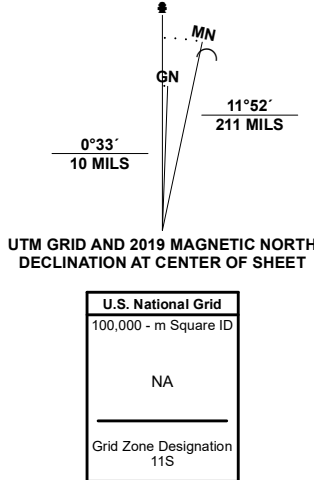 MN
GN
0°33´
10 MILS
11°52´
211 MILS
UTM GRID AND 2019 MAGNETIC NORTH
DECLINATION AT CENTER OF SHEET
U.S. National Grid
100,000 - m Square ID
NA
Grid Zone Designation
11S